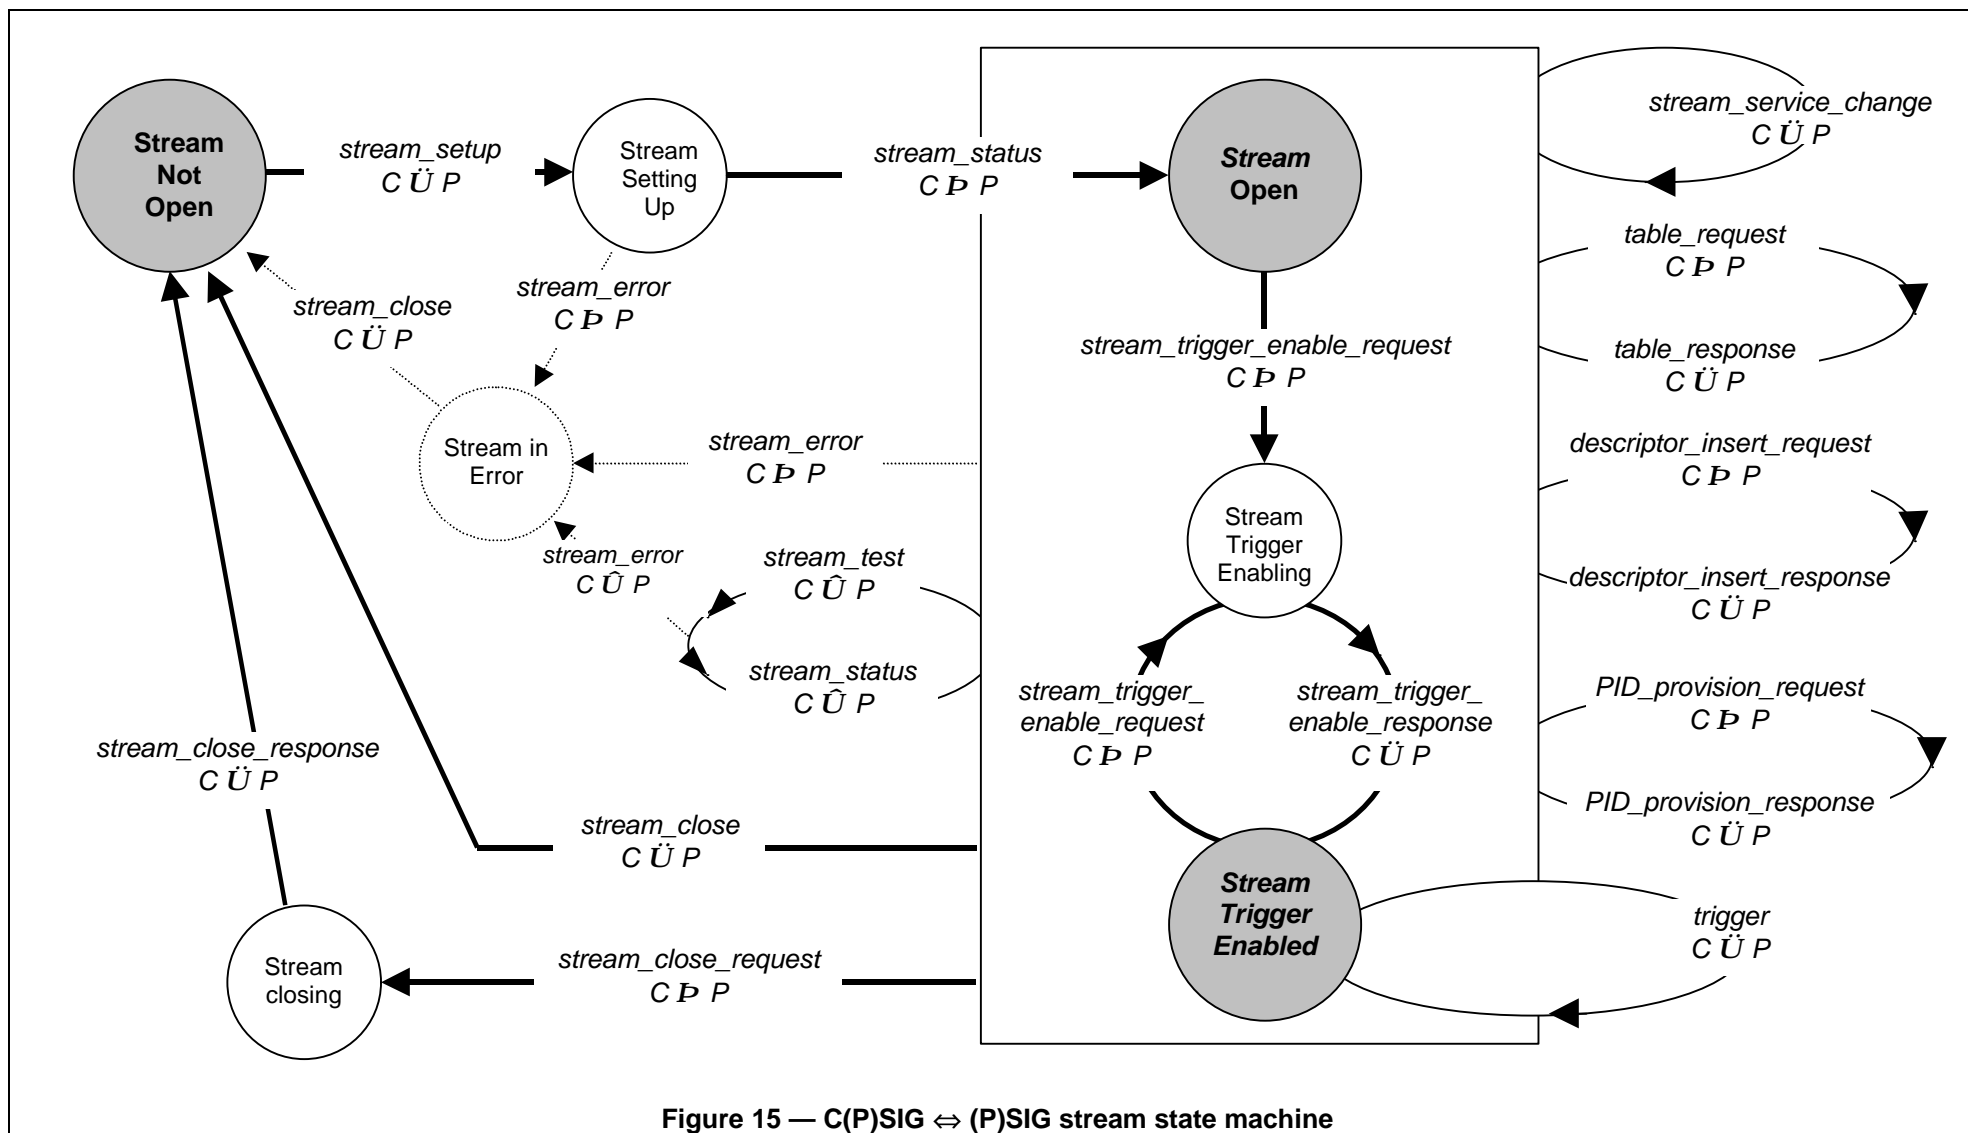 Stream
Not
Open
stream_setup
C Ü P
Stream
Setting
Up
stream_status
C Þ P
Stream
Open
stream_service_change
C Ü P
table_request
C Þ P
table_response
C Ü P
stream_close
C Ü P
stream_error
C Þ P
stream_trigger_enable_request
C Þ P
Stream in
Error
stream_error
C Þ P
descriptor_insert_request
C Þ P
descriptor_insert_response
C Ü P
Stream
Trigger
Enabling
stream_error
C Û P
stream_test
C Û P
stream_status
C Û P
stream_trigger_
enable_request
C Þ P
stream_trigger_
enable_response
C Ü P
PID_provision_request
C Þ P
PID_provision_response
C Ü P
stream_close_response
C Ü P
stream_close
C Ü P
Stream
Trigger
Enabled
trigger
C Ü P
Stream
closing
stream_close_request
C Þ P
Figure 15 — C(P)SIG ⇔ (P)SIG stream state machine